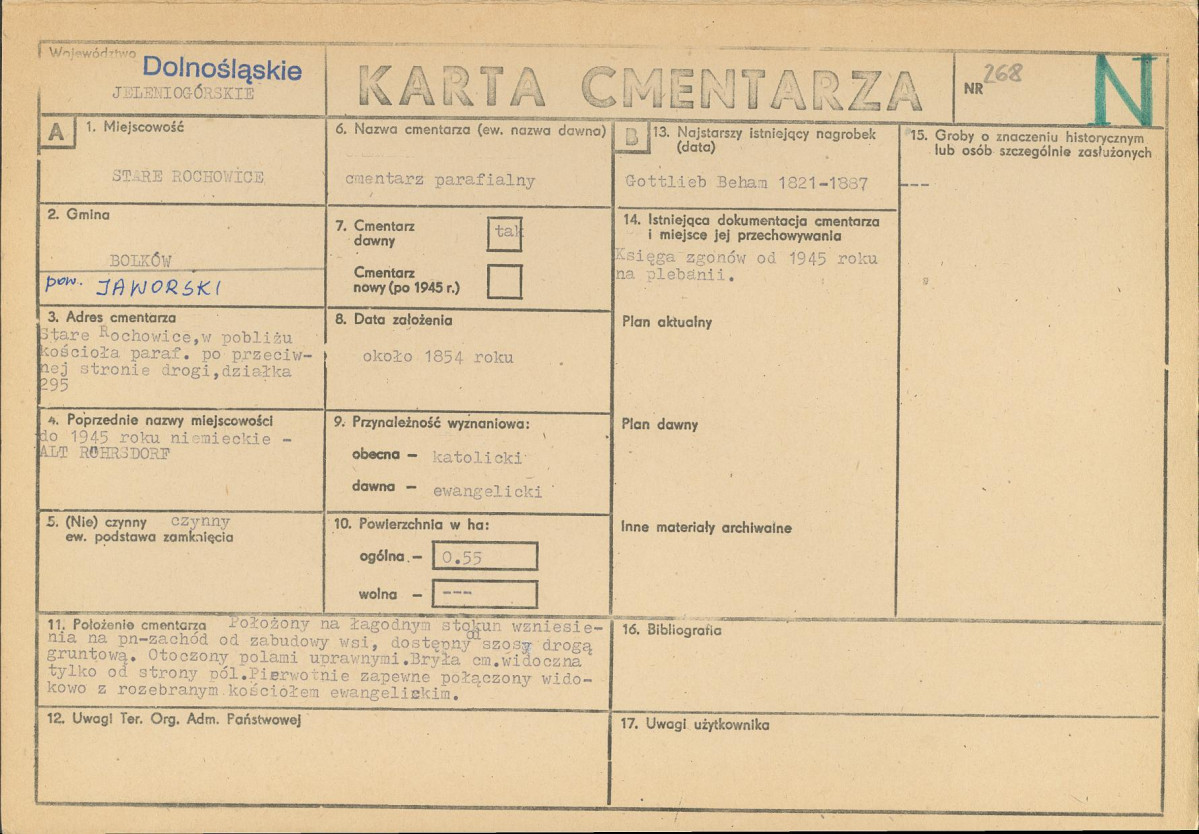 Województwo
Dolnośląskie
JELENIOGÓRSKIE
KARTA CMENTARZA
NR 268
N
A
1. Miejscowość
STARE ROCHOWICE
2. Gmina
BOLKÓW
pow. JAWORSKI
3. Adres cmentarza
Stare Rochowice,w pobliżu
kościoła paraf. po przeciw-
nej stronie drogi,działka
295
4. Poprzednie nazwy miejscowości
do 1945 roku niemieckie -
ALT RÖHRSDORF
5. (Nie) czynny czynny
ew. podstawa zamknięcia
6. Nazwa cmentarza (ew. nazwa dawna)
cmentarz parafialny
7. Cmentarz
dawny
tak
Cmentarz
nowy (po 1945 r.)
8. Data założenia
około 1854 roku
9. Przynależność wyznaniowa:
obecna – katolicki
dawna – ewangelicki
10. Powierzchnia w ha:
ogólna – 0.55
wolna – ---
11. Położenie cmentarza Położony na łagodnym stokun wzniesie-
nia na pn-zachód od zabudowy wsi, dostępny od szosy drogą
gruntową. Otoczony polami uprawnymi.Bryła cm.widoczna
tylko od strony pól.Pierwotnie zapewne połączony wido-
kowo z rozebranym kościołem ewangelickim.
12. Uwagi Ter. Org. Adm. Państwowej
B
13. Najstarszy istniejący nagrobek
(data)
Gottlieb Beham 1821-1887
14. Istniejąca dokumentacja cmentarza
i miejsce jej przechowywania
Księga zgonów od 1945 roku
na plebanii.
Plan aktualny
Plan dawny
Inne materiały archiwalne
15. Groby o znaczeniu historycznym
lub osób szczególnie zasłużonych
---
16. Bibliografia
17. Uwagi użytkownika